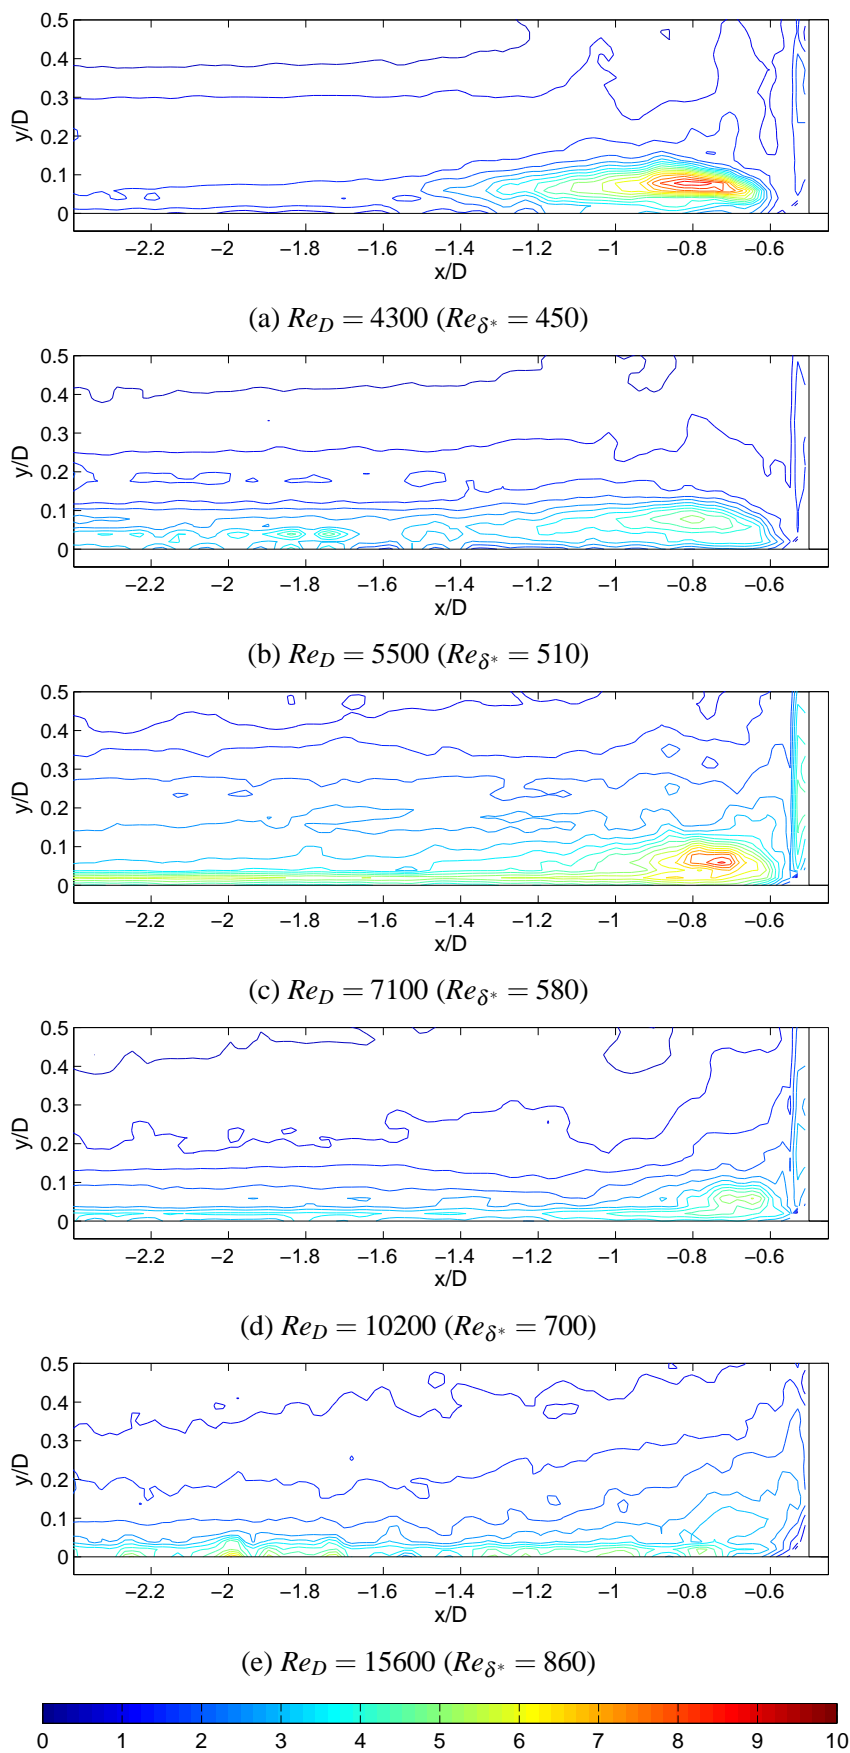 0.5
0.4
0.3
0.2
0.1
0
y/D
−2.2 −2 −1.8 −1.6 −1.4 −1.2 −1 −0.8 −0.6
x/D
(a) Re_D = 4300 (Re_δ* = 450)
0.5
0.4
0.3
0.2
0.1
0
y/D
−2.2 −2 −1.8 −1.6 −1.4 −1.2 −1 −0.8 −0.6
x/D
(b) Re_D = 5500 (Re_δ* = 510)
0.5
0.4
0.3
0.2
0.1
0
y/D
−2.2 −2 −1.8 −1.6 −1.4 −1.2 −1 −0.8 −0.6
x/D
(c) Re_D = 7100 (Re_δ* = 580)
0.5
0.4
0.3
0.2
0.1
0
y/D
−2.2 −2 −1.8 −1.6 −1.4 −1.2 −1 −0.8 −0.6
x/D
(d) Re_D = 10200 (Re_δ* = 700)
0.5
0.4
0.3
0.2
0.1
0
y/D
−2.2 −2 −1.8 −1.6 −1.4 −1.2 −1 −0.8 −0.6
x/D
(e) Re_D = 15600 (Re_δ* = 860)
0 1 2 3 4 5 6 7 8 9 10